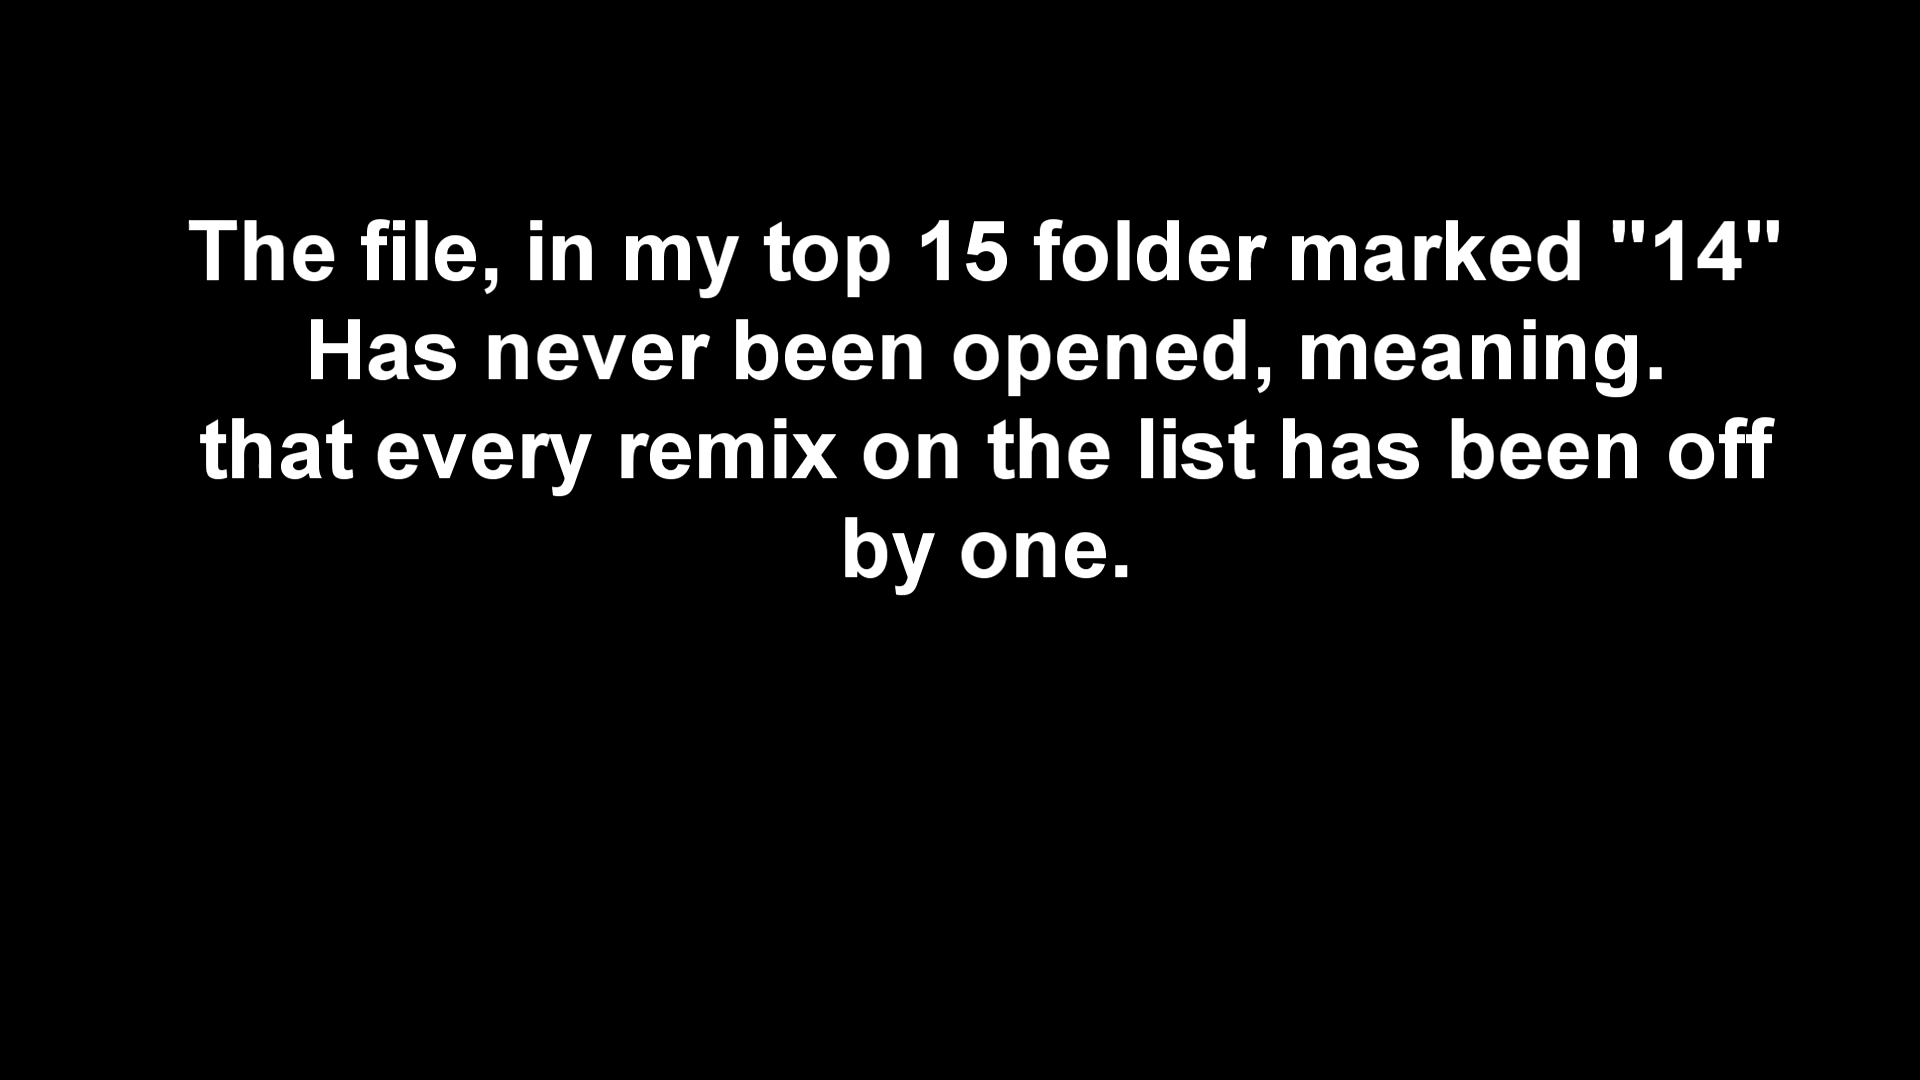 The file, in my top 15 folder marked "14"
Has never been opened, meaning.
that every remix on the list has been off
by one.